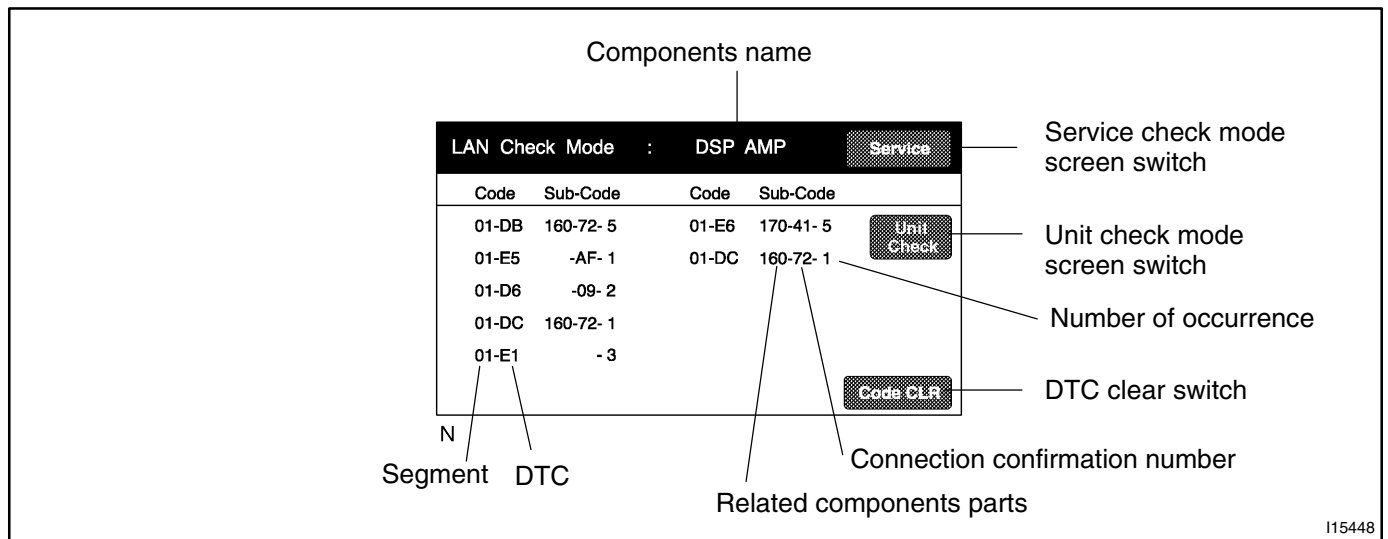 Components name
LAN Check Mode : DSP AMP Service
Service check mode
screen switch
Code Sub-Code Code Sub-Code
01-DB 160-72- 5 01-E6 170-41- 5
Unit
Check
Unit check mode
screen switch
01-E5 -AF- 1 01-DC 160-72- 1
01-D6 -09- 2
Number of occurrence
01-DC 160-72- 1
01-E1 - 3
Code CLR
DTC clear switch
N
Segment DTC
Connection confirmation number
Related components parts
I15448